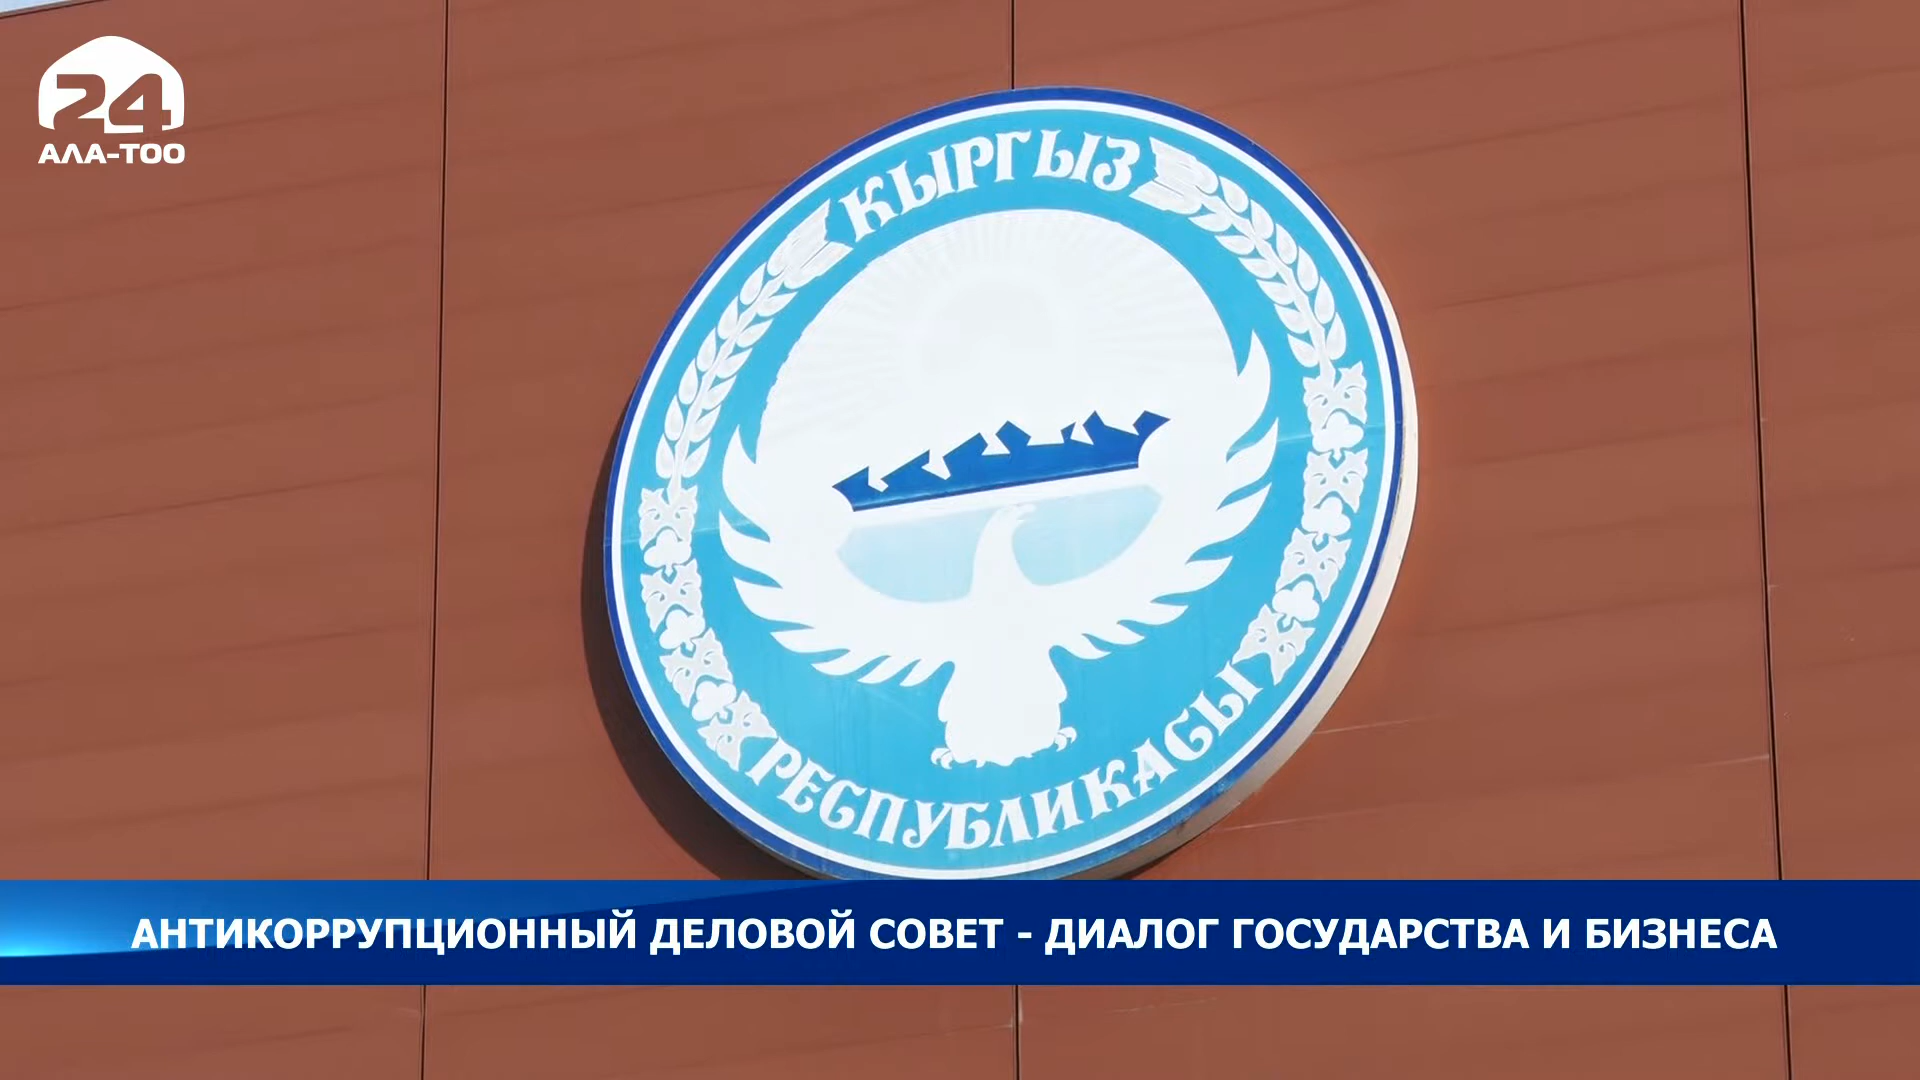 24
АЛА-ТОО
КЫРГЫЗ
РЕСПУБЛИКАСЫ
АНТИКОРРУПЦИОННЫЙ ДЕЛОВОЙ СОВЕТ - ДИАЛОГ ГОСУДАРСТВА И БИЗНЕСА